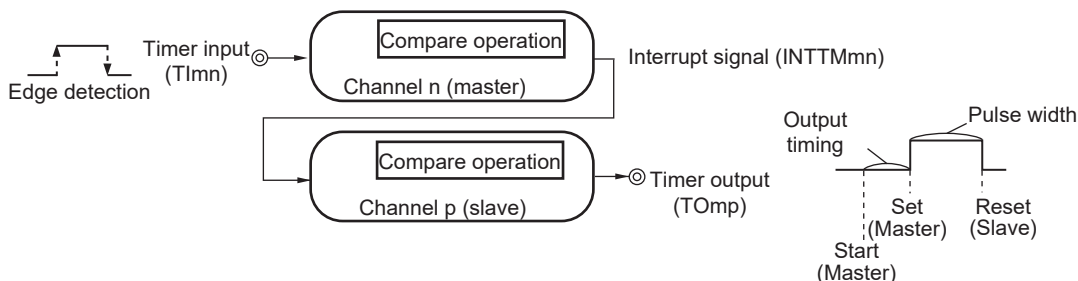 Compare operation
Timer input
(TImn)
Edge detection
Channel n (master)
Interrupt signal (INTTMmn)
Compare operation
Channel p (slave)
Timer output
(TOmp)
Output
timing
Pulse width
Set
(Master)
Reset
(Slave)
Start
(Master)